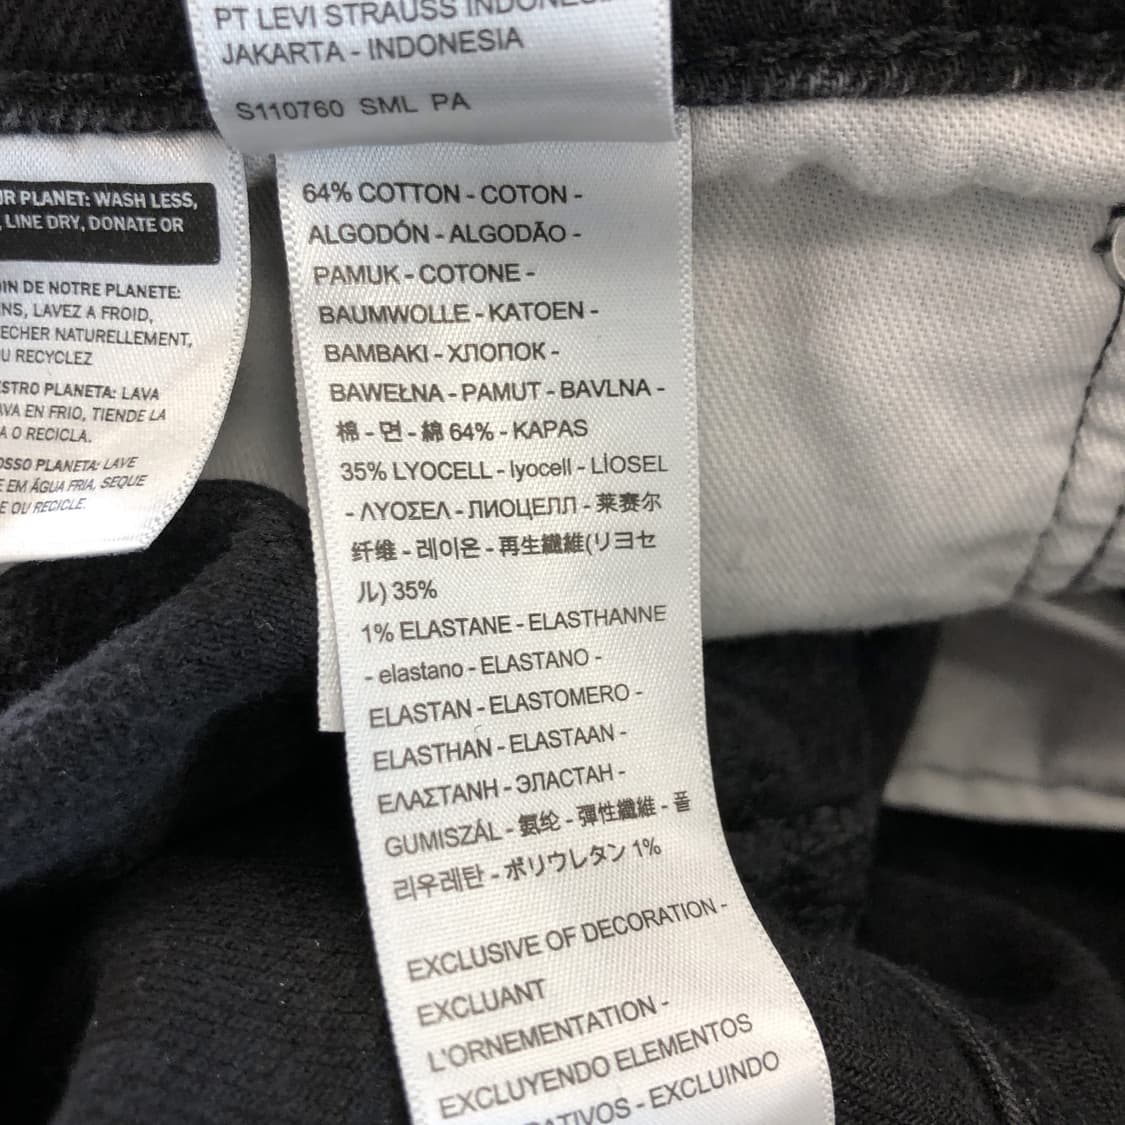 PT LEVI STRAUSS
JAKARTA - INDONESIA
S110760 SML PA
UR PLANET: WASH LESS,
, LINE DRY, DONATE OR
IN DE NOTRE PLANETE:
NS, LAVEZ A FROID,
ECHER NATURELLEMENT,
U RECYCLEZ
STRO PLANETA: LAVA
AVA EN FRIO, TIENDE LA
A O RECICLA.
OSSO PLANETA: LAVE
E EM ÁGUA FRIA, SEQUE
E OU RECICLE.
64% COTTON - COTON -
ALGODÓN - ALGODÃO -
PAMUK - COTONE -
BAUMWOLLE - KATOEN -
BAMBAKI - ХЛОПОК -
BAWEŁNA - PAMUT - BAVLNA -
棉 - 면 - 綿 64% - KAPAS
35% LYOCELL - lyocell - LİOSEL
- ΛΥΟΣΕΛ - ЛИОЦЕЛЛ - 莱赛尔
纤维 - 레이온 - 再生繊維(リヨセ
ル) 35%
1% ELASTANE - ELASTHANNE
- elastano - ELASTANO -
ELASTAN - ELASTOMERO -
ELASTHAN - ELASTAAN -
ΕΛΑΣΤΑΝΗ - ЭЛАСТАН -
GUMISZÁL - 氨纶 - 彈性纖維 - 폴
리우레탄 - ポリウレタン 1%
EXCLUSIVE OF DECORATION -
EXCLUANT
L'ORNEMENTATION -
EXCLUYENDO ELEMENTOS
ATIVOS - EXCLUINDO